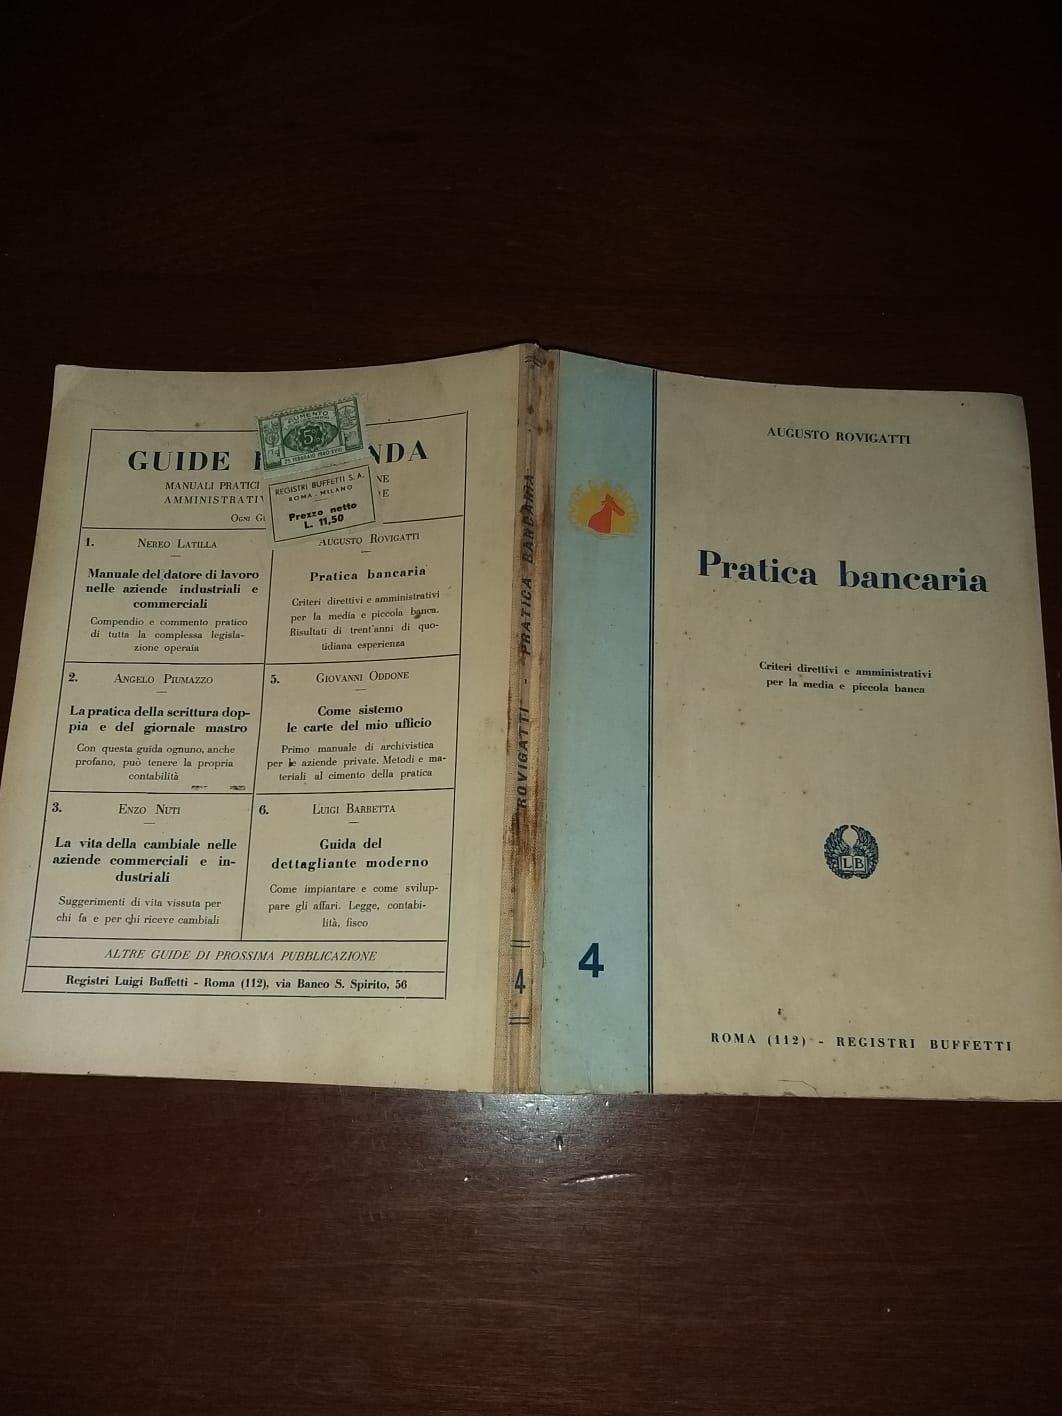 GUIDE
NDA
MANUALI PRATICI
NE
AMMINISTRATIV
E
OGNI
AUMENTO
5%
25 FEBBRAIO 1940-XVIII
REGISTRI BUFFETTI S. A.
ROMA - MILANO
Prezzo netto
L. 11,50
1.
NEREO LATILLA
Manuale del datore di lavoro
nelle aziende industriali e
commerciali
Compendio e commento pratico
di tutta la complessa legisla-
zione operaia
2.
ANGELO PIUMAZZO
La pratica della scrittura dop-
pia e del giornale mastro
Con questa guida ognuno, anche
profano, può tenere la propria
contabilità
3.
ENZO NUTI
La vita della cambiale nelle
aziende commerciali e in-
dustriali
Suggerimenti di vita vissuta per
chi fa e per chi riceve cambiali
AUGUSTO ROVIGATTI
Pratica bancaria
Criteri direttivi e amministrativi
per la media e piccola banca.
Risultati di trent'anni di quo-
tidiana esperienza
5.
GIOVANNI ODDONE
Come sistemo
le carte del mio ufficio
Primo manuale di archivistica
per le aziende private. Metodi e ma-
teriali al cimento della pratica
6.
LUIGI BARBETTA
Guida del
dettagliante moderno
Come impiantare e come svilup-
pare gli affari. Legge, contabi-
lità, fisco
ALTRE GUIDE DI PROSSIMA PUBBLICAZIONE
Registri Luigi Buffetti - Roma (112), via Banco S. Spirito, 56
ROVIGATTI - PRATICA BANCARIA
4
4
AUGUSTO ROVIGATTI
Pratica bancaria
Criteri direttivi e amministrativi
per la media e piccola banca
LB
ROMA (112) - REGISTRI BUFFETTI